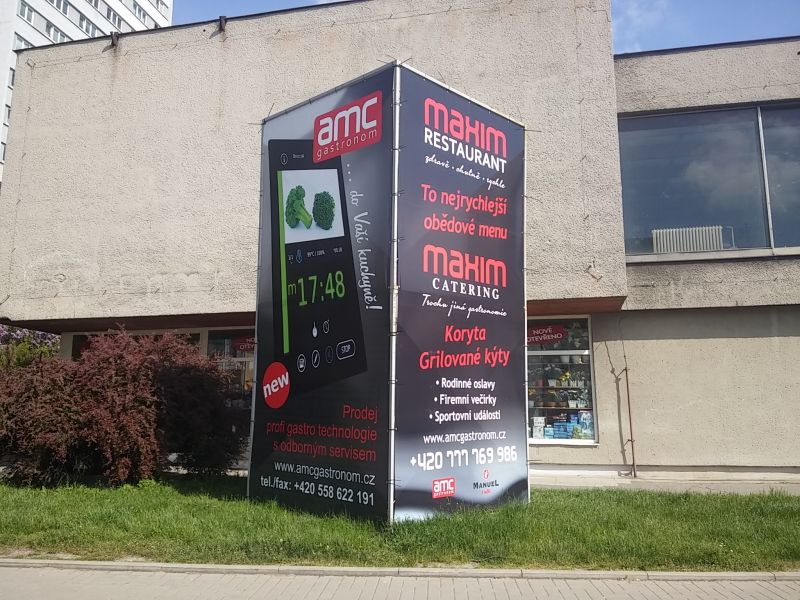 amc
gastronom
... do Vaší kuchyně!
m17:48
STOP
new
Prodej
profi gastro technologie
s odborným servisem
www.amcgastronom.cz
tel./fax: +420 558 622 191
maxim
RESTAURANT
zdravě • chutně • rychle
To nejrychlejší
obědové menu
maxim
CATERING
Trochu jiná gastronomie
Koryta
Grilované kýty
• Rodinné oslavy
• Firemní večírky
• Sportovní události
www.amcgastronom.cz
+420 777 769 986
amc
MANUEL
NOVĚ
OTEVŘENO